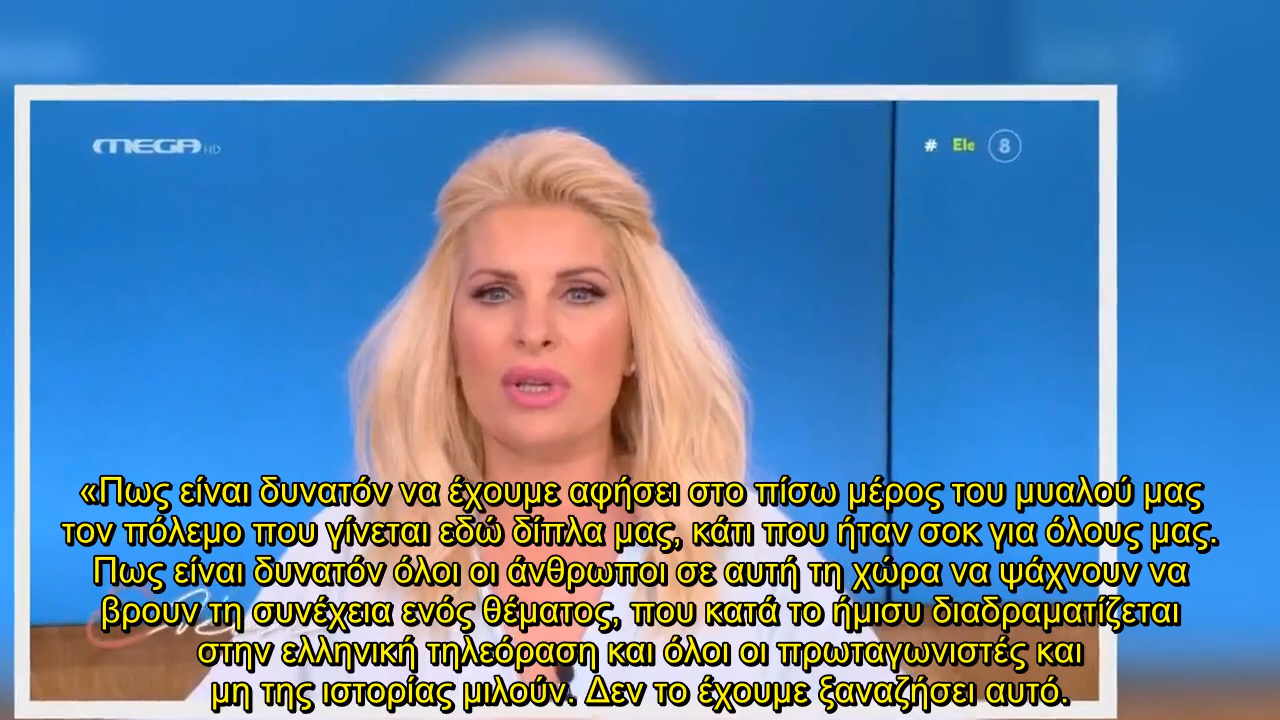 MEGA HD
# Ele 8
«Πως είναι δυνατόν να έχουμε αφήσει στο πίσω μέρος του μυαλού μας
τον πόλεμο που γίνεται εδώ δίπλα μας, κάτι που ήταν σοκ για όλους μας.
Πως είναι δυνατόν όλοι οι άνθρωποι σε αυτή τη χώρα να ψάχνουν να
βρουν τη συνέχεια ενός θέματος, που κατά το ήμισυ διαδραματίζεται
στην ελληνική τηλεόραση και όλοι οι πρωταγωνιστές και
μη της ιστορίας μιλούν. Δεν το έχουμε ξαναζήσει αυτό.